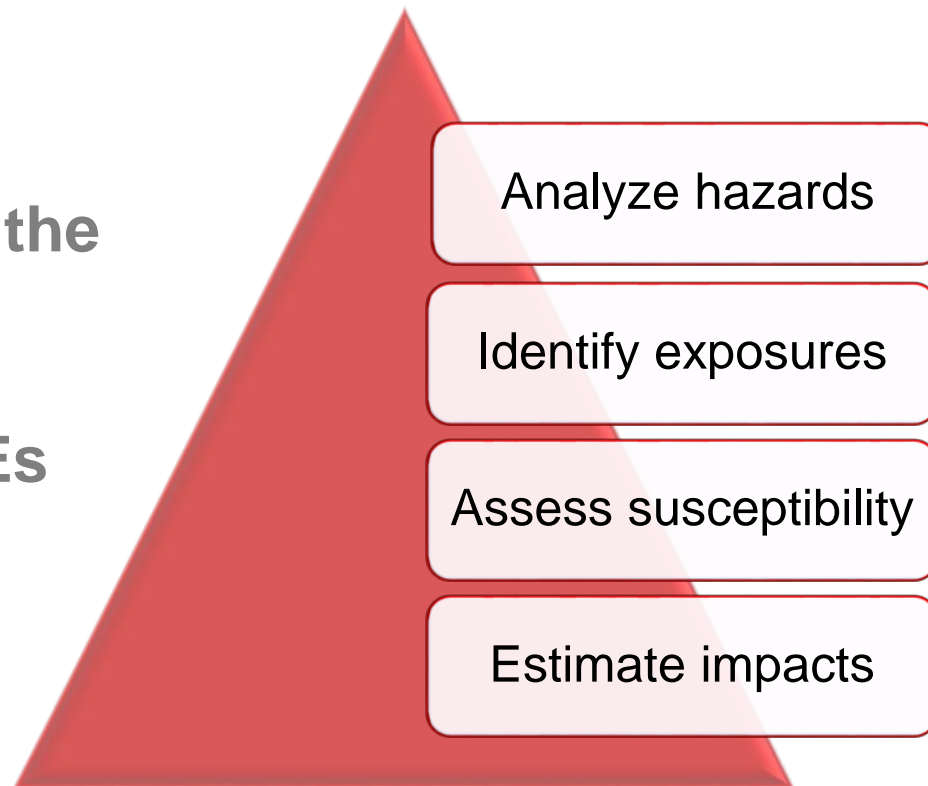 the
Es
Analyze hazards
Identify exposures
Assess susceptibility
Estimate impacts